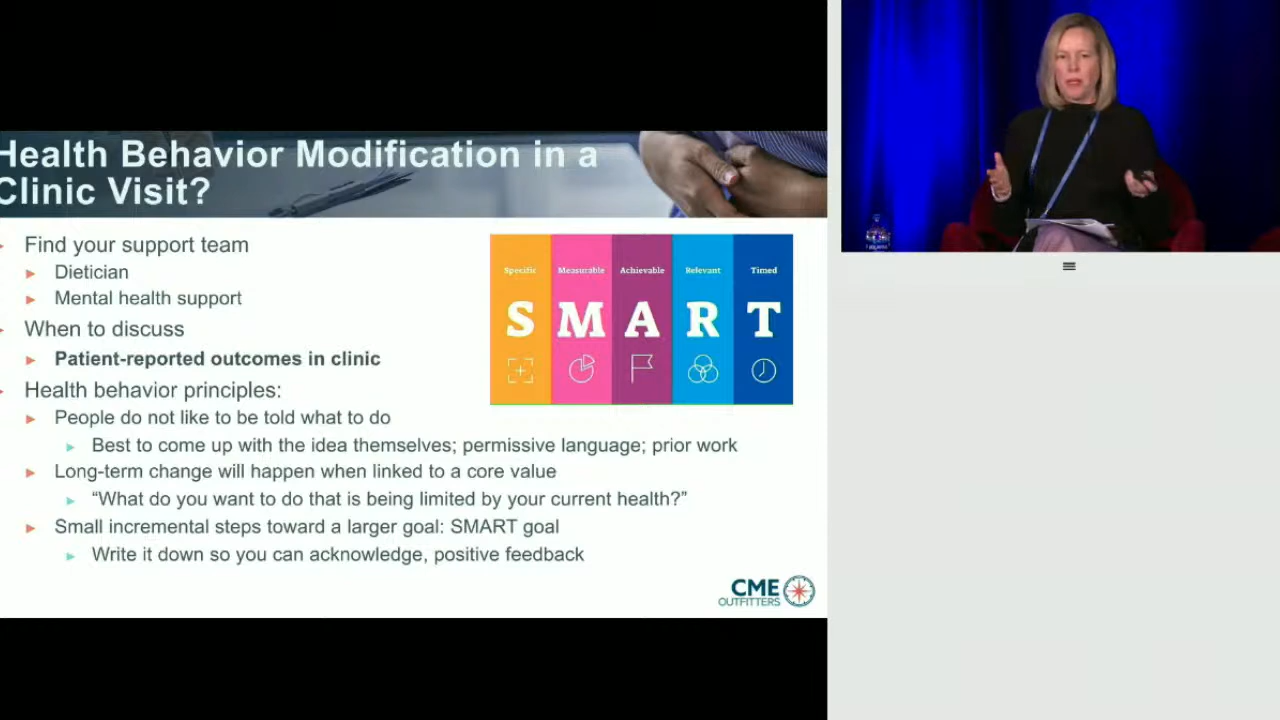 Health Behavior Modification in a
Clinic Visit?
Find your support team
Dietician
Mental health support
When to discuss
Patient-reported outcomes in clinic
Health behavior principles:
People do not like to be told what to do
Best to come up with the idea themselves; permissive language; prior work
Long-term change will happen when linked to a core value
“What do you want to do that is being limited by your current health?”
Small incremental steps toward a larger goal: SMART goal
Write it down so you can acknowledge, positive feedback
Specific Measurable Achievable Relevant Timed
S M A R T
CME
OUTFITTERS